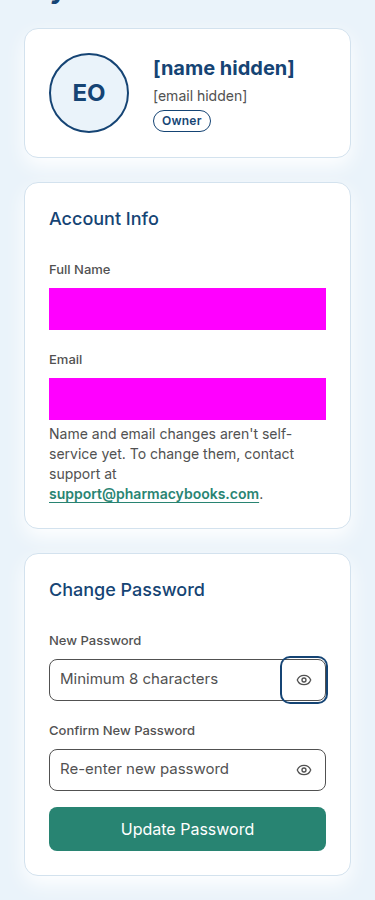 EO
[name hidden]
[email hidden]
Owner
Account Info
Full Name
Email
Name and email changes aren't self-
service yet. To change them, contact
support at
support@pharmacybooks.com.
Change Password
New Password
Minimum 8 characters
Confirm New Password
Re-enter new password
Update Password